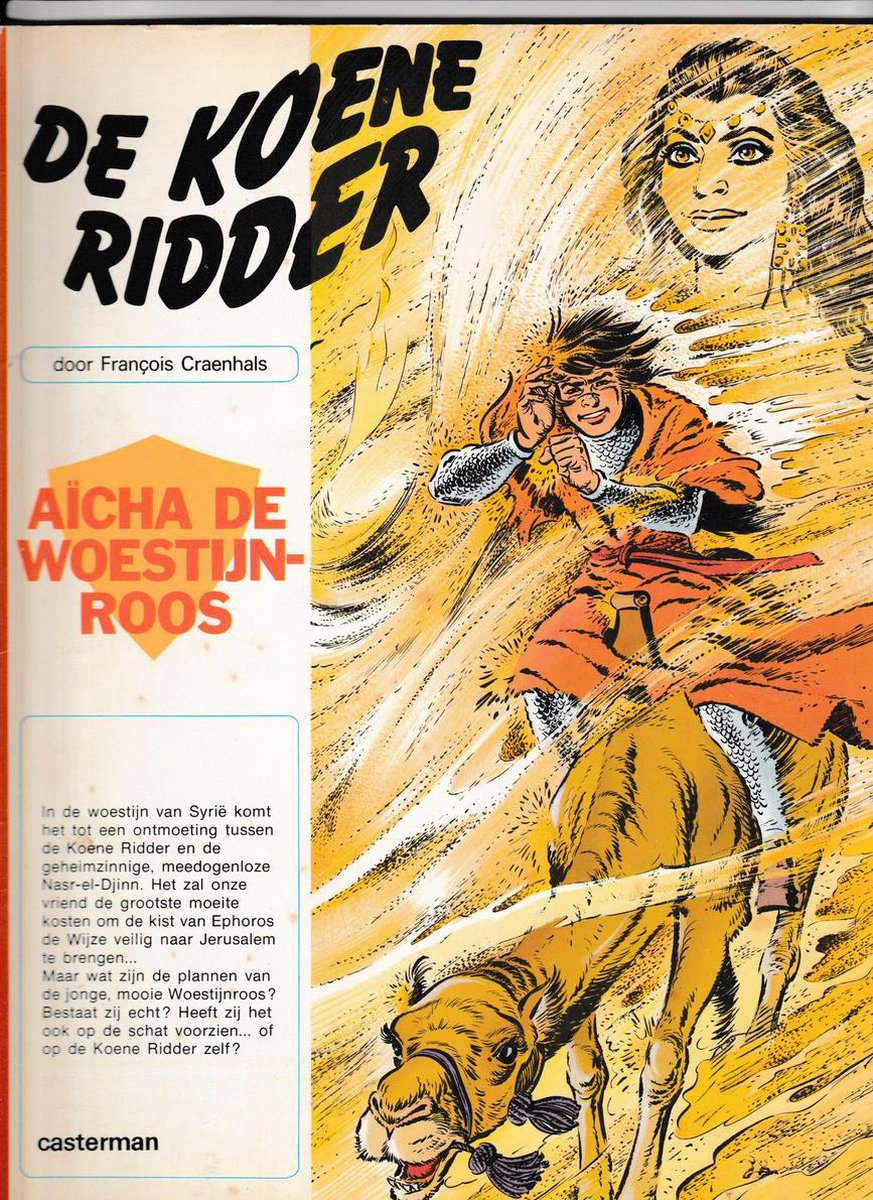 DE KOENE
RIDDER
door François Craenhals
AÏCHA DE
WOESTIJN-
ROOS
In de woestijn van Syrië komt
het tot een ontmoeting tussen
de Koene Ridder en de
geheimzinnige, meedogenloze
Nasr-el-Djinn. Het zal onze
vriend de grootste moeite
kosten om de kist van Ephoros
de Wijze veilig naar Jerusalem
te brengen...
Maar wat zijn de plannen van
de jonge, mooie Woestijnroos?
Bestaat zij echt? Heeft zij het
ook op de schat voorzien... of
op de Koene Ridder zelf?
casterman